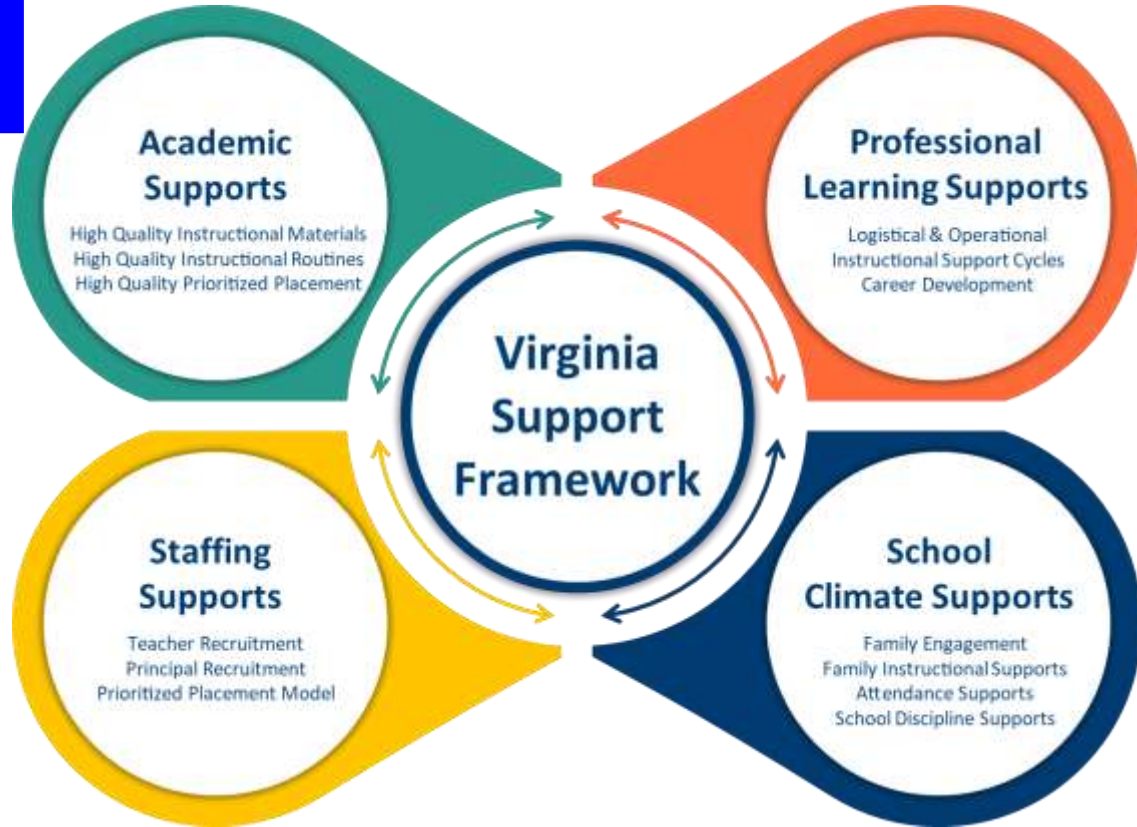 Academic
Supports
High Quality Instructional Materials
High Quality Instructional Routines
High Quality Prioritized Placement
Professional
Learning Supports
Logistical & Operational
Instructional Support Cycles
Career Development
Virginia
Support
Framework
Staffing
Supports
Teacher Recruitment
Principal Recruitment
Prioritized Placement Model
School
Climate Supports
Family Engagement
Family Instructional Supports
Attendance Supports
School Discipline Supports